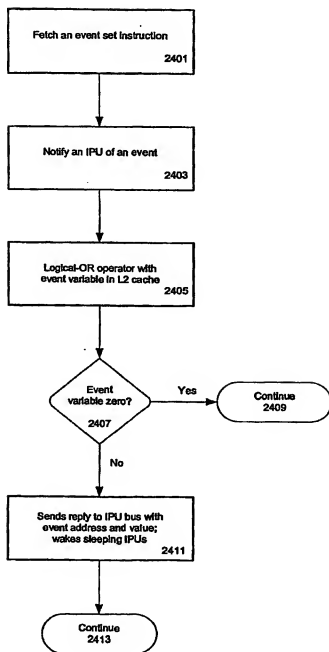 Fetch an event set instruction
2401
Notify an IPU of an event
2403
Logical-OR operator with
event variable in L2 cache
2405
Event
variable zero?
2407
Yes
Continue
2409
No
Sends reply to IPU bus with
event address and value;
wakes sleeping IPUs
2411
Continue
2413